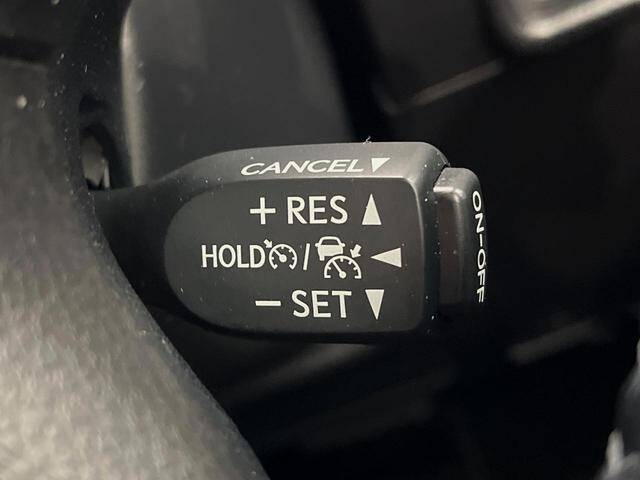 CANCEL▼
+ RES ▲
HOLD / ◀
− SET ▼
ON-OFF